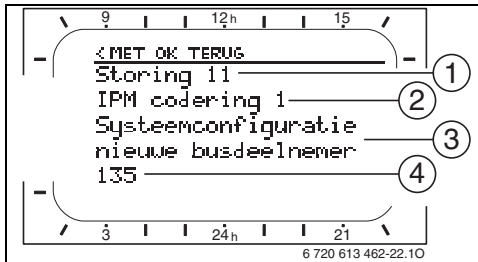 9 12h 15
< MET OK TERUG
Storing 11 1
IPM codering 1 2
Systeemconfiguratie
nieuwe busdeelnemer 3
135 4
3 24h 21
6 720 613 462-22.1O